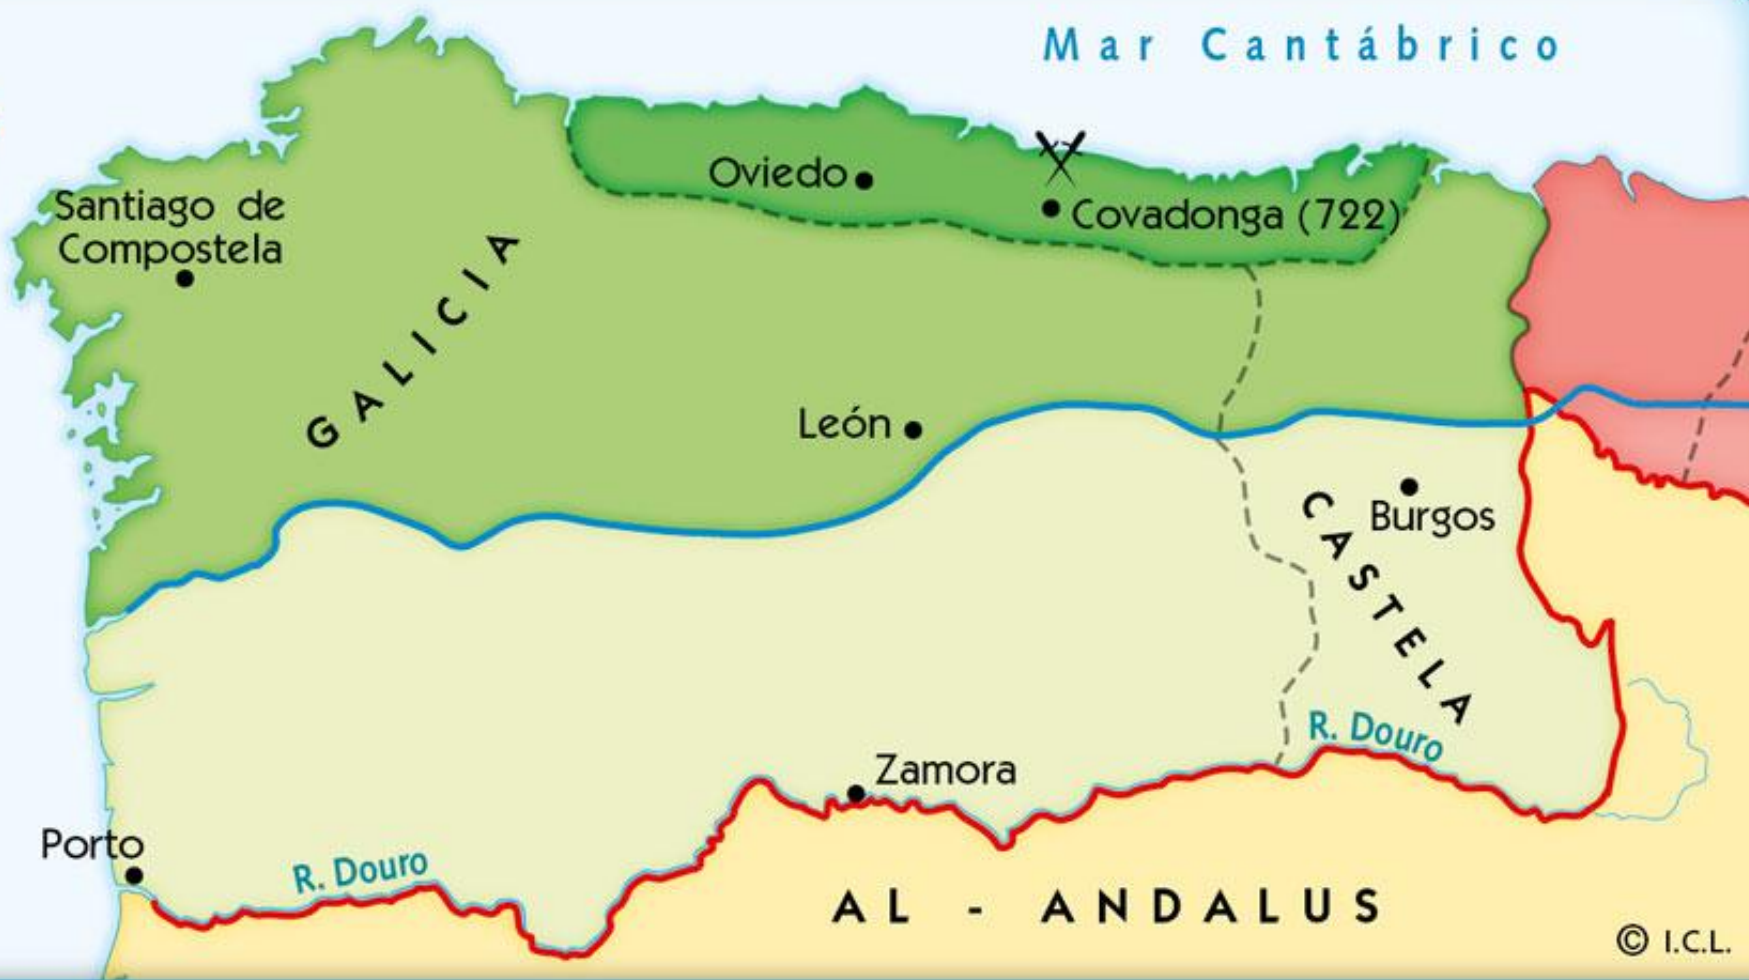 Mar Cantábrico
Oviedo
Covadonga (722)
Santiago de
Compostela
GALICIA
León
Burgos
CASTELA
R. Douro
Zamora
Porto
R. Douro
AL - ANDALUS
© I.C.L.